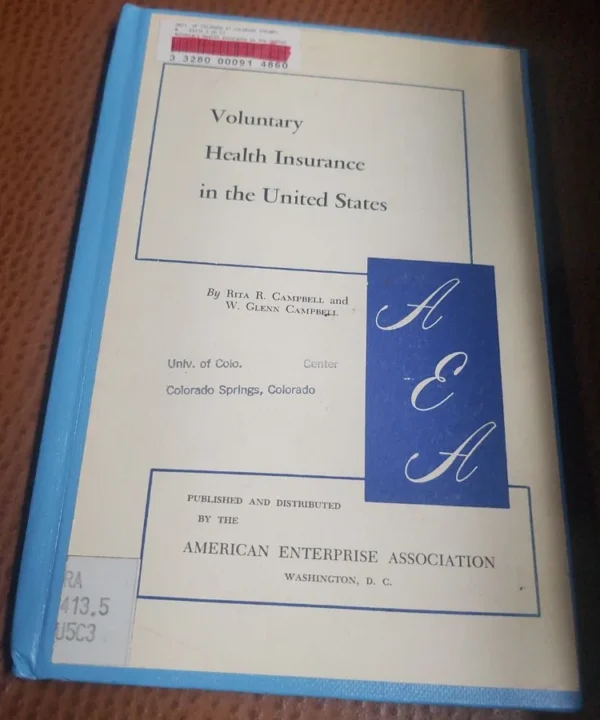 3 3280 00091 4860
Voluntary
Health Insurance
in the United States
By RITA R. CAMPBELL and
W. GLENN CAMPBELL
Univ. of Colo. Center
Colorado Springs, Colorado
A
E
A
PUBLISHED AND DISTRIBUTED
BY THE
AMERICAN ENTERPRISE ASSOCIATION
WASHINGTON, D. C.
RA
413.5
U5C3